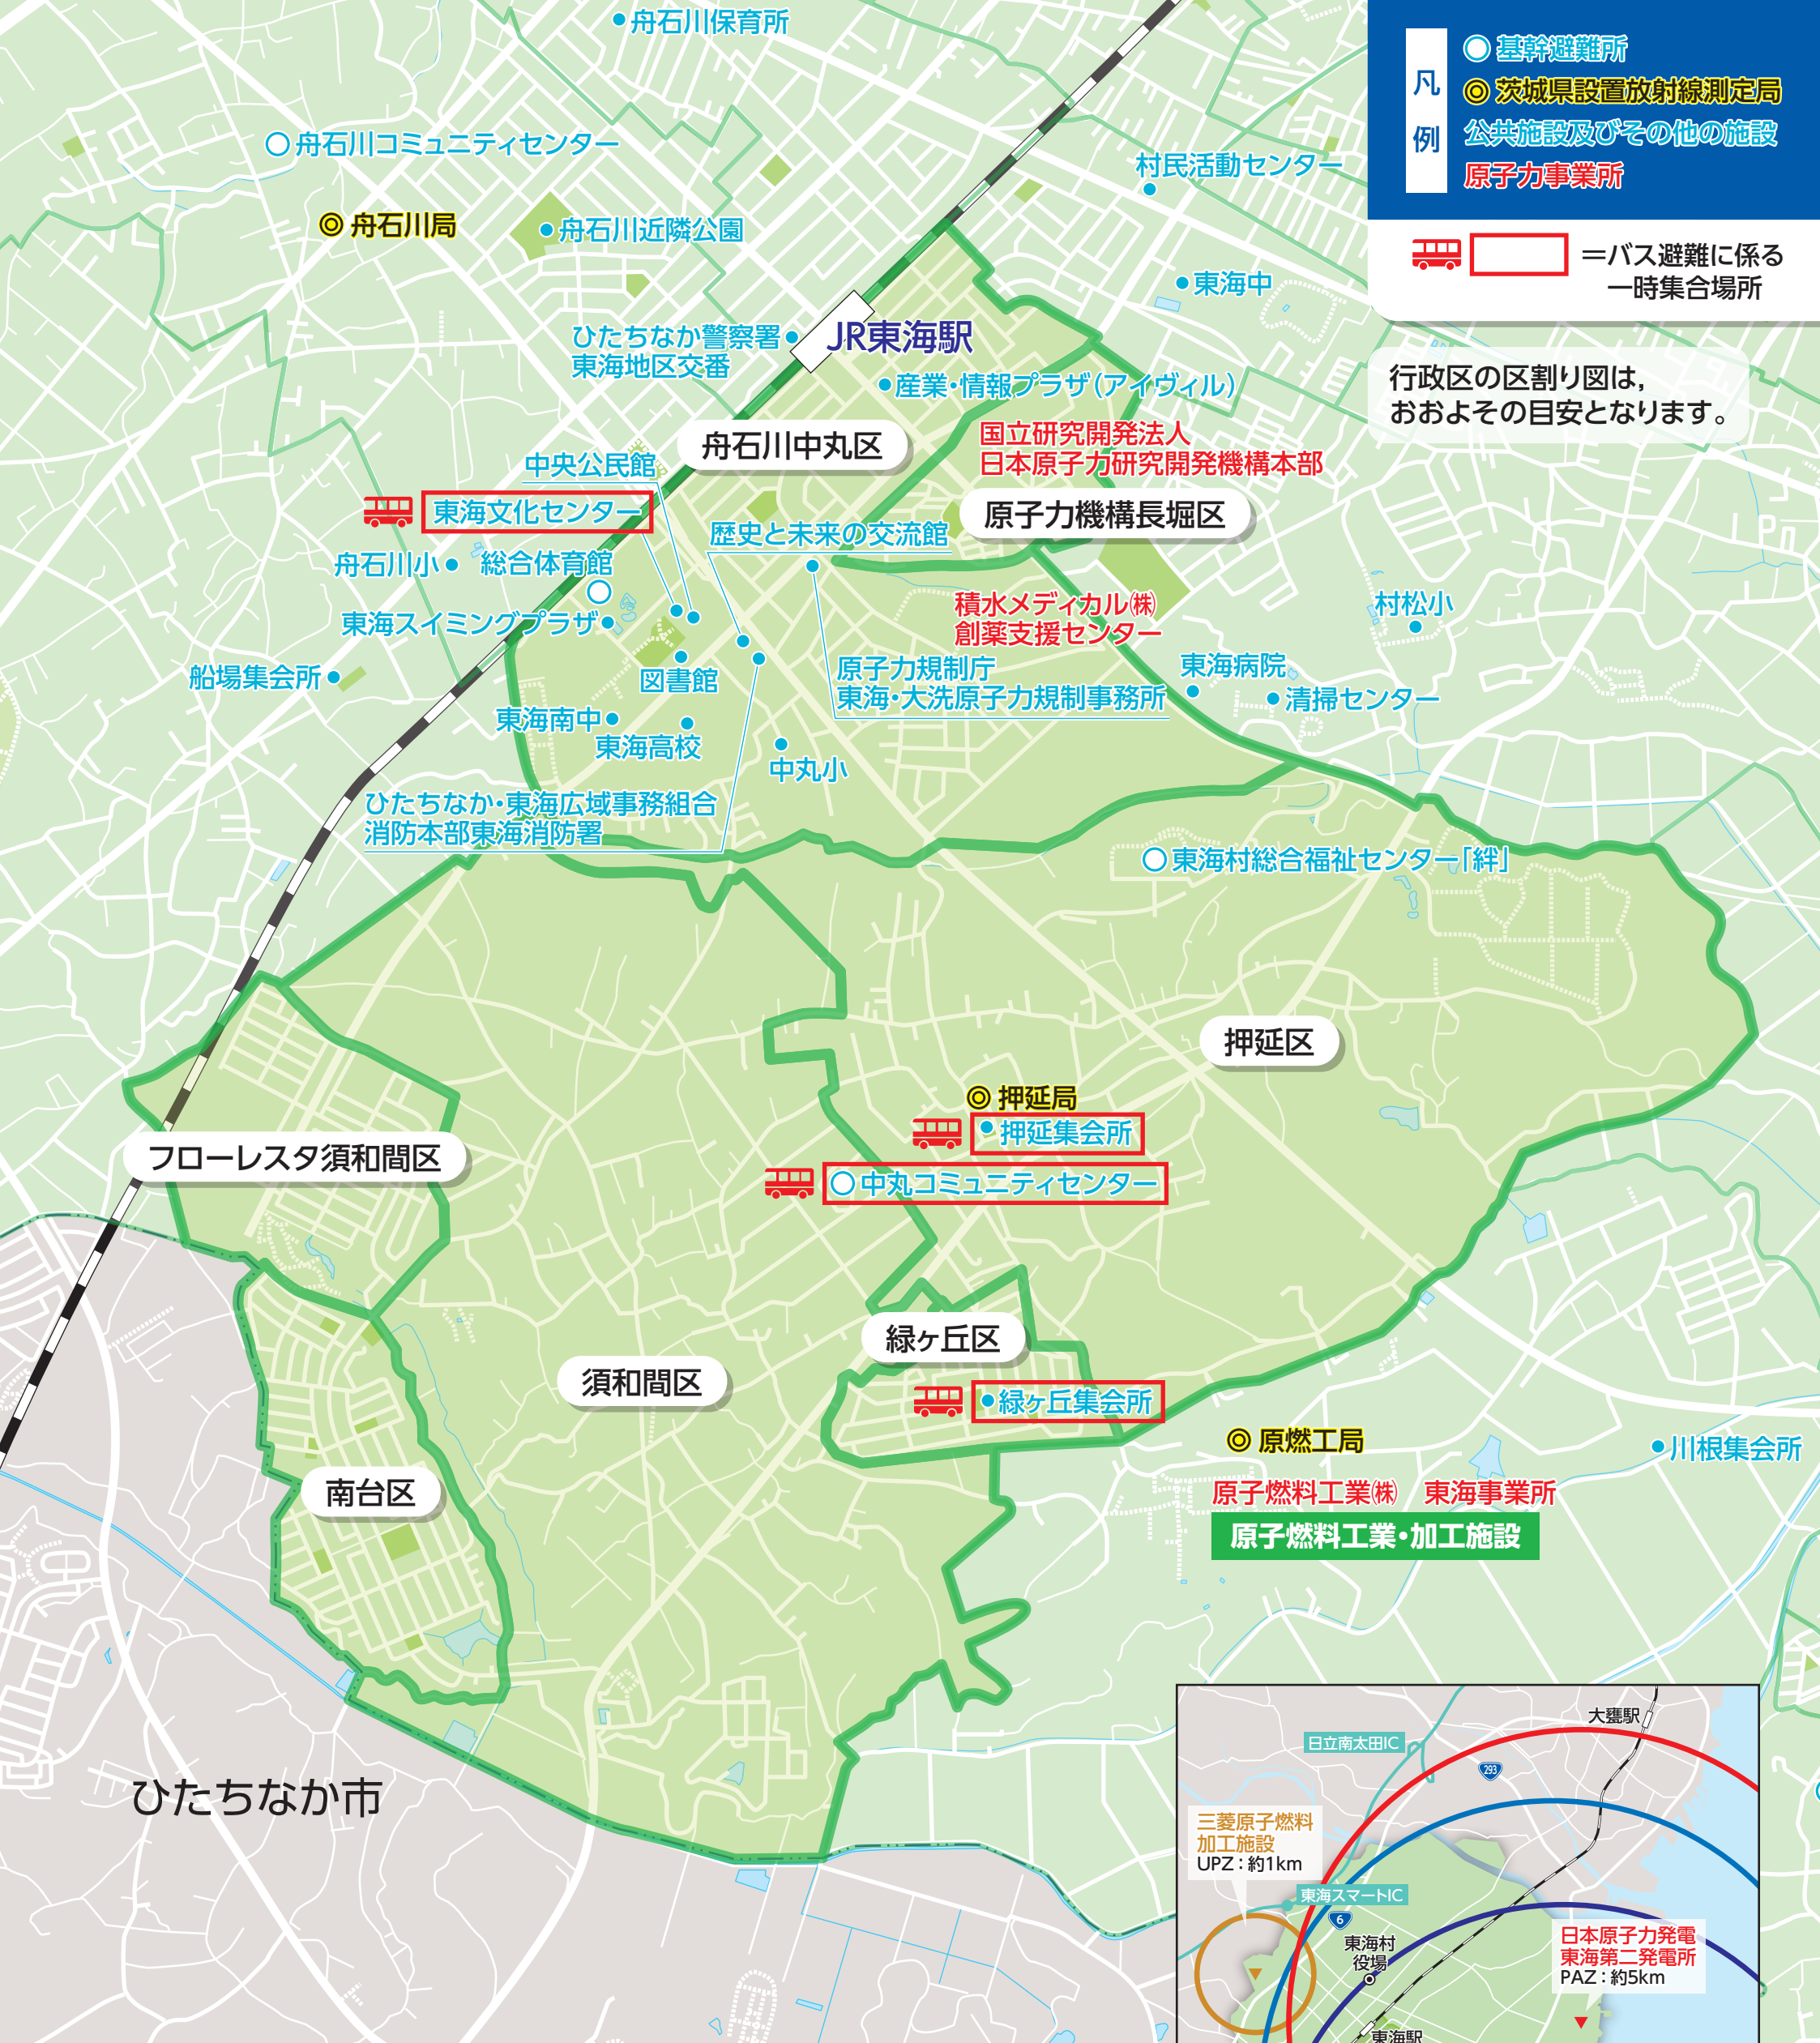 舟石川保育所
舟石川コミュニティセンター
舟石川局
舟石川近隣公園
村民活動センター
東海中
凡例
基幹避難所
茨城県設置放射線測定局
公共施設及びその他の施設
原子力事業所
=バス避難に係る
一時集合場所
行政区の区割り図は，
おおよその目安となります。
ひたちなか警察署
東海地区交番
JR東海駅
産業・情報プラザ（アイヴィル）
舟石川中丸区
国立研究開発法人
日本原子力研究開発機構本部
原子力機構長堀区
中央公民館
東海文化センター
歴史と未来の交流館
舟石川小
総合体育館
東海スイミングプラザ
積水メディカル㈱
創薬支援センター
村松小
船場集会所
図書館
原子力規制庁
東海・大洗原子力規制事務所
東海病院
清掃センター
東海南中
東海高校
中丸小
ひたちなか・東海広域事務組合
消防本部東海消防署
東海村総合福祉センター「絆」
押延区
押延局
押延集会所
中丸コミュニティセンター
フローレスタ須和間区
緑ヶ丘区
須和間区
緑ヶ丘集会所
原燃工局
川根集会所
南台区
原子燃料工業㈱　東海事業所
原子燃料工業・加工施設
ひたちなか市
大甕駅
日立南太田IC
293
三菱原子燃料
加工施設
UPZ：約1km
東海スマートIC
6
東海村
役場
日本原子力発電
東海第二発電所
PAZ：約5km
東海駅